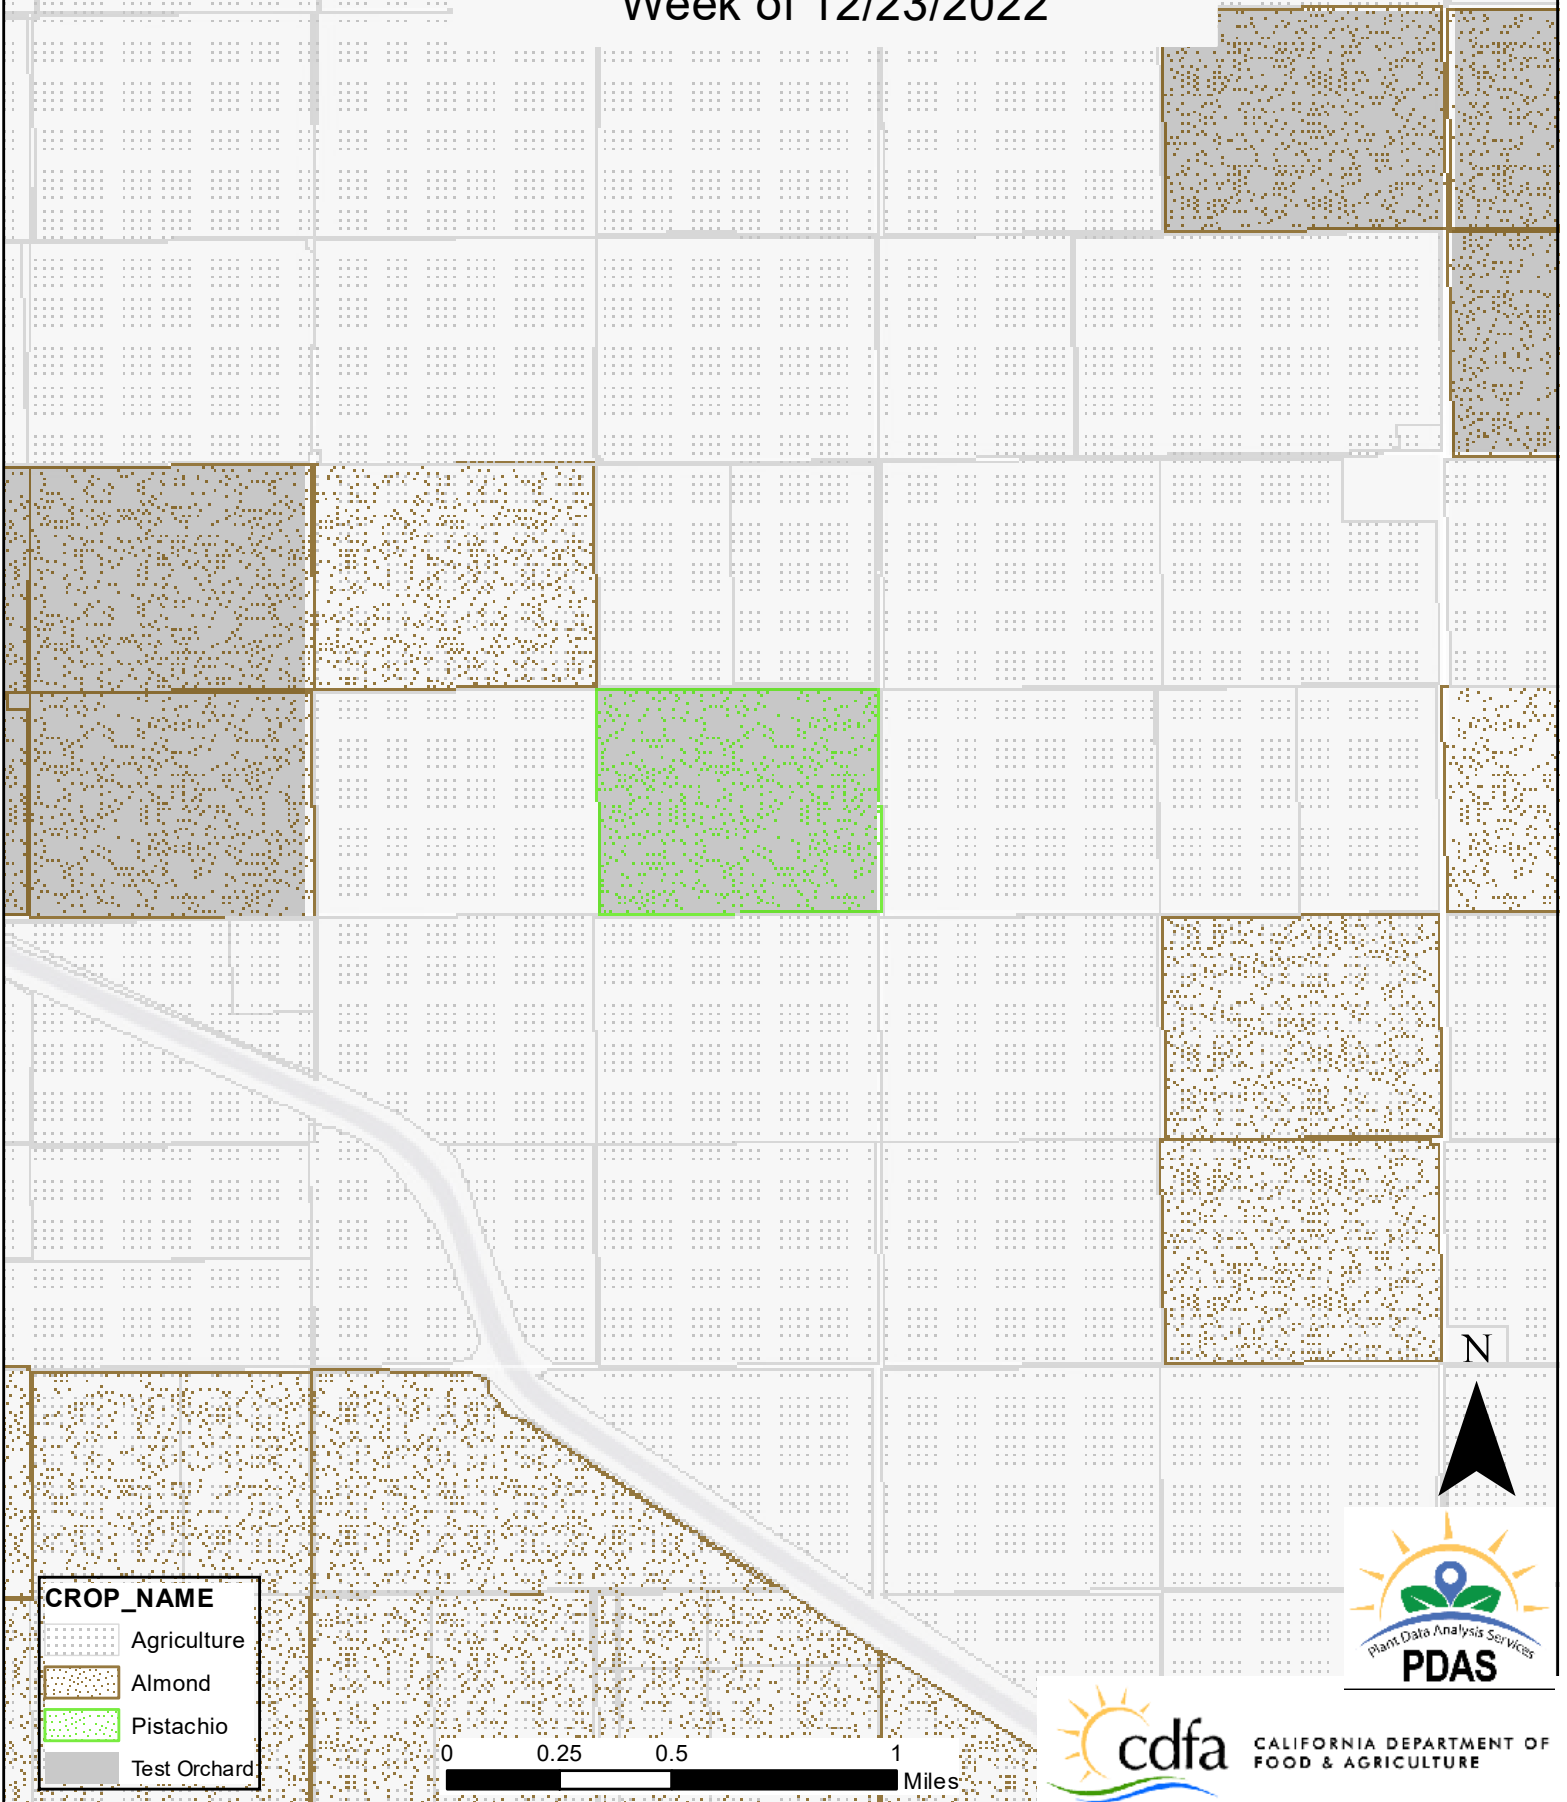 Week of 12/23/2022
N
CROP_NAME
Agriculture
Almond
Pistachio
Test Orchard
0 0.25 0.5 1
Miles
Plant Data Analysis Services
PDAS
cdfa
CALIFORNIA DEPARTMENT OF
FOOD & AGRICULTURE